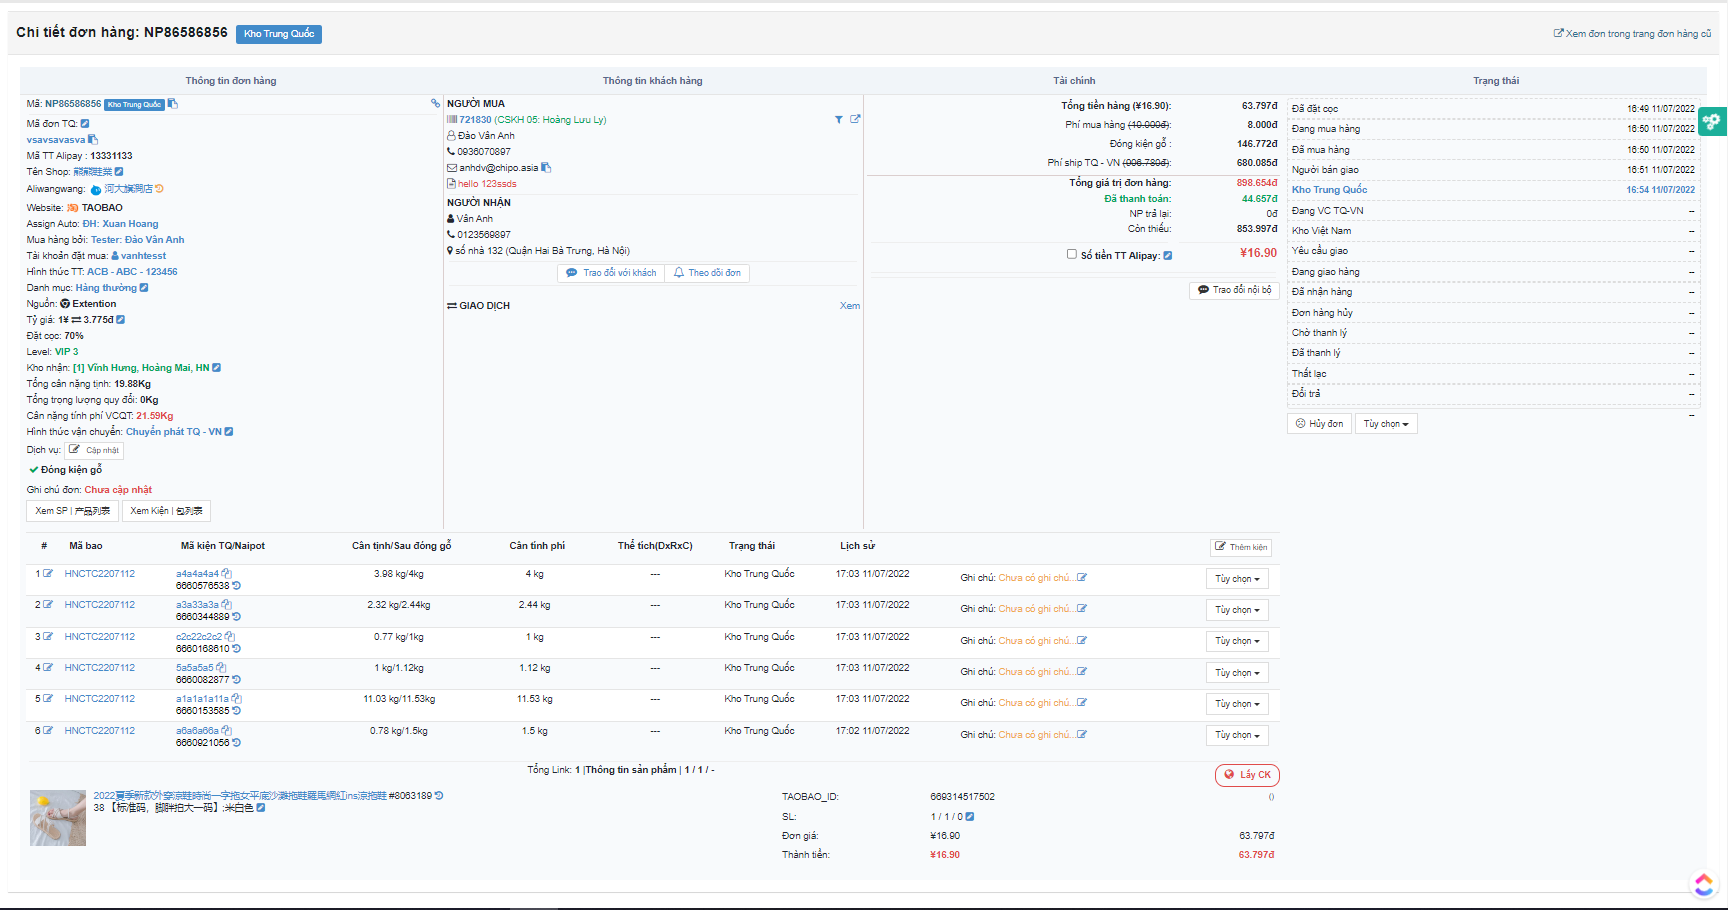 Chi tiết đơn hàng: NP86586856 Kho Trung Quốc
Xem đơn trong trang đơn hàng cũ
Thông tin đơn hàng
Thông tin khách hàng
Tài chính
Trạng thái
Mã: NP86586856 Kho Trung Quốc
Mã đơn TQ:
vsavsavasva
Mã TT Alipay : 13331133
Tên Shop: 熊熊鞋業
Aliwangwang: 河大旗澗店
Website: TAOBAO
Assign Auto: ĐH: Xuan Hoang
Mua hàng bởi: Tester: Đào Vân Anh
Tài khoản đặt mua: vanhtesst
Hình thức TT: ACB - ABC - 123456
Danh mục: Hàng thường
Nguồn: Extention
Tỷ giá: 1¥ 3.775đ
Đặt cọc: 70%
Level: VIP 3
Kho nhận: [1] Vĩnh Hưng, Hoàng Mai, HN
Tổng cân nặng tịnh: 19.88Kg
Tổng trọng lượng quy đổi: 0Kg
Cân nặng tính phí VCQT: 21.59Kg
Hình thức vận chuyển: Chuyển phát TQ - VN
Dịch vụ: Cập nhật
Đóng kiện gỗ
Ghi chú đơn: Chưa cập nhật
Xem SP | 产品列表 Xem Kiện | 包列表
NGƯỜI MUA
721830 (CSKH 05: Hoàng Lưu Ly)
Đào Vân Anh
0936070897
anhdv@chipo.asia
hello 123ssds
NGƯỜI NHẬN
Vân Anh
0123569897
số nhà 132 (Quận Hai Bà Trưng, Hà Nội)
Trao đổi với khách Theo dõi đơn
GIAO DỊCH Xem
Tổng tiền hàng (¥16.90): 63.797đ
Phí mua hàng (10.000đ): 8.000đ
Đóng kiện gỗ : 146.772đ
Phí ship TQ - VN (906.780đ): 680.085đ
Tổng giá trị đơn hàng: 898.654đ
Đã thanh toán: 44.657đ
NP trả lại: 0đ
Còn thiếu: 853.997đ
Số tiền TT Alipay: ¥16.90
Trao đổi nội bộ
Đã đặt cọc 16:49 11/07/2022
Đang mua hàng 16:50 11/07/2022
Đã mua hàng 16:50 11/07/2022
Người bán giao 16:51 11/07/2022
Kho Trung Quốc 16:54 11/07/2022
Đang VC TQ-VN --
Kho Việt Nam --
Yêu cầu giao --
Đang giao hàng --
Đã nhận hàng --
Đơn hàng hủy --
Chờ thanh lý --
Đã thanh lý --
Thất lạc --
Đổi trả --
--
Hủy đơn Tùy chọn
# Mã bao Mã kiện TQ/Naipot Cân tịnh/Sau đóng gỗ Cân tính phí Thể tích(DxRxC) Trạng thái Lịch sử Thêm kiện
1 HNCTC2207112 a4a4a4a4 3.98 kg/4kg 4 kg --- Kho Trung Quốc 17:03 11/07/2022 Ghi chú: Chưa có ghi chú... Tùy chọn
6660576538
2 HNCTC2207112 a3a33a3a 2.32 kg/2.44kg 2.44 kg --- Kho Trung Quốc 17:03 11/07/2022 Ghi chú: Chưa có ghi chú... Tùy chọn
6660344889
3 HNCTC2207112 c2c22c2c2 0.77 kg/1kg 1 kg --- Kho Trung Quốc 17:03 11/07/2022 Ghi chú: Chưa có ghi chú... Tùy chọn
6660168610
4 HNCTC2207112 5a5a5a5 1 kg/1.12kg 1.12 kg --- Kho Trung Quốc 17:03 11/07/2022 Ghi chú: Chưa có ghi chú... Tùy chọn
6660082877
5 HNCTC2207112 a1a1a1a11a 11.03 kg/11.53kg 11.53 kg --- Kho Trung Quốc 17:03 11/07/2022 Ghi chú: Chưa có ghi chú... Tùy chọn
6660153585
6 HNCTC2207112 a6a6a66a 0.78 kg/1.5kg 1.5 kg --- Kho Trung Quốc 17:02 11/07/2022 Ghi chú: Chưa có ghi chú... Tùy chọn
6660921056
Tổng Link: 1 |Thông tin sản phẩm | 1 / 1 / -
Lấy CK
2022夏季新款外穿涼鞋時尚一字拖女平底沙灘拖鞋羅馬網紅ins涼拖鞋 #8063189
38 【标准码，脚胖拍大一码】;米白色
TAOBAO_ID: 669314517502 ()
SL: 1 / 1 / 0
Đơn giá: ¥16.90 63.797đ
Thành tiền: ¥16.90 63.797đ